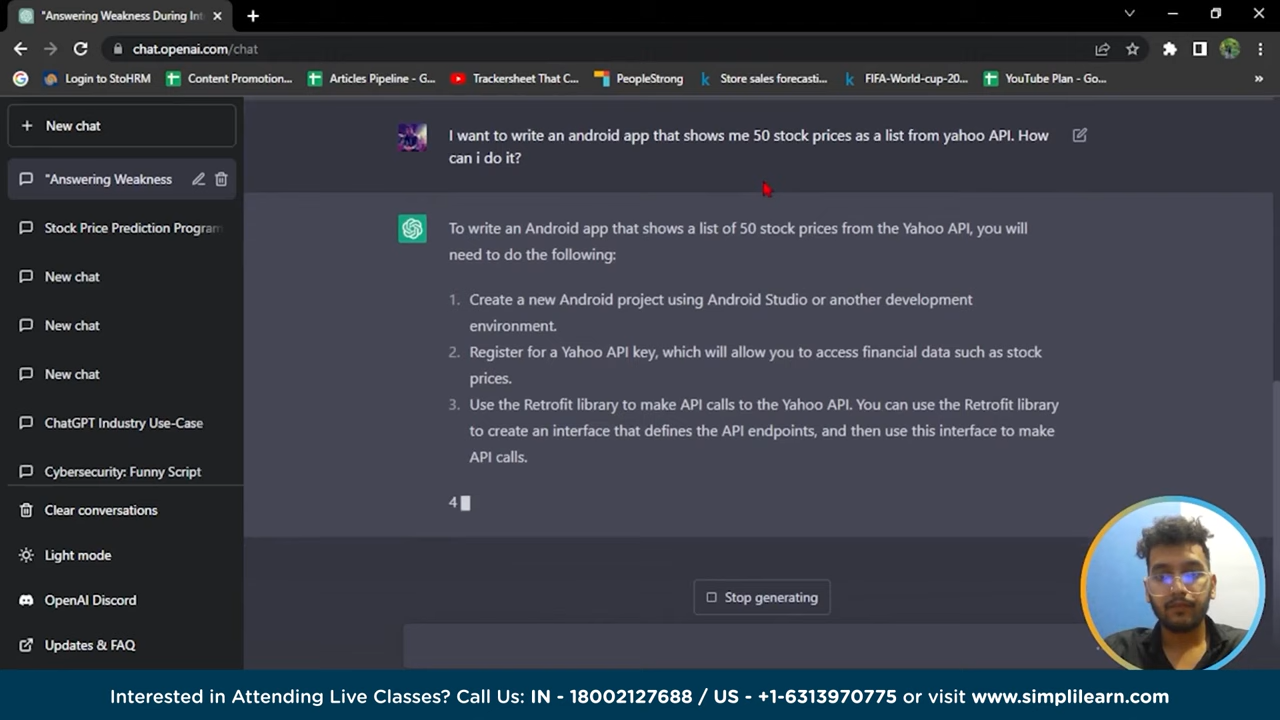 "Answering Weakness During Int
chat.openai.com/chat
Login to StoHRM
Content Promotion...
Articles Pipeline - G...
Trackersheet That C...
PeopleStrong
Store sales forecasti...
FIFA-World-cup-20...
YouTube Plan - Go...
New chat
"Answering Weakness
Stock Price Prediction Program
New chat
New chat
New chat
ChatGPT Industry Use-Case
Cybersecurity: Funny Script
Clear conversations
Light mode
OpenAI Discord
Updates & FAQ
I want to write an android app that shows me 50 stock prices as a list from yahoo API. How
can i do it?
To write an Android app that shows a list of 50 stock prices from the Yahoo API, you will
need to do the following:
1. Create a new Android project using Android Studio or another development
environment.
2. Register for a Yahoo API key, which will allow you to access financial data such as stock
prices.
3. Use the Retrofit library to make API calls to the Yahoo API. You can use the Retrofit library
to create an interface that defines the API endpoints, and then use this interface to make
API calls.
4
Stop generating
Interested in Attending Live Classes? Call Us: IN - 18002127688 / US - +1-6313970775 or visit www.simplilearn.com